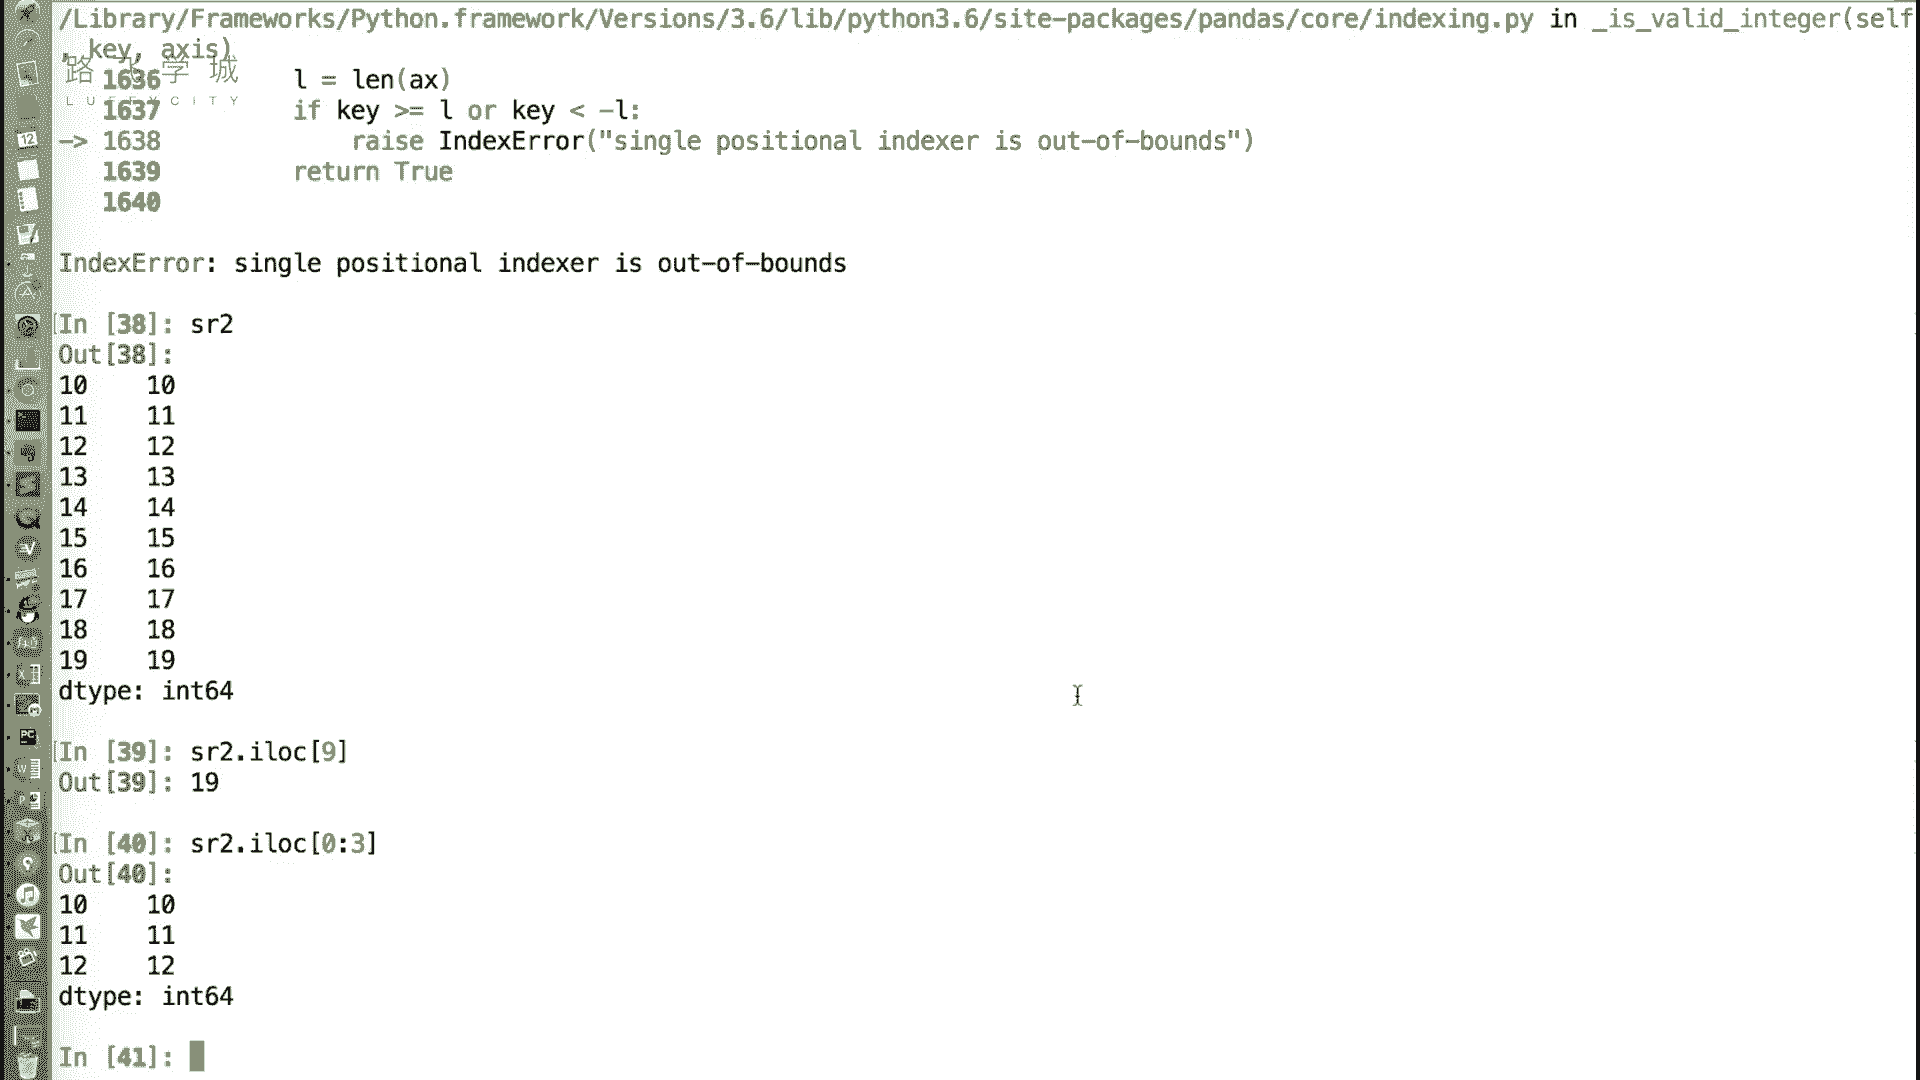 /Library/Frameworks/Python.framework/Versions/3.6/lib/python3.6/site-packages/pandas/core/indexing.py in _is_valid_integer(self
, key, axis)
路飞学城
LUFFYCITY
1636         l = len(ax)
1637         if key >= l or key < -l:
-> 1638             raise IndexError("single positional indexer is out-of-bounds")
1639         return True
1640
IndexError: single positional indexer is out-of-bounds
In [38]: sr2
Out[38]:
10    10
11    11
12    12
13    13
14    14
15    15
16    16
17    17
18    18
19    19
dtype: int64
In [39]: sr2.iloc[9]
Out[39]: 19
In [40]: sr2.iloc[0:3]
Out[40]:
10    10
11    11
12    12
dtype: int64
In [41]: